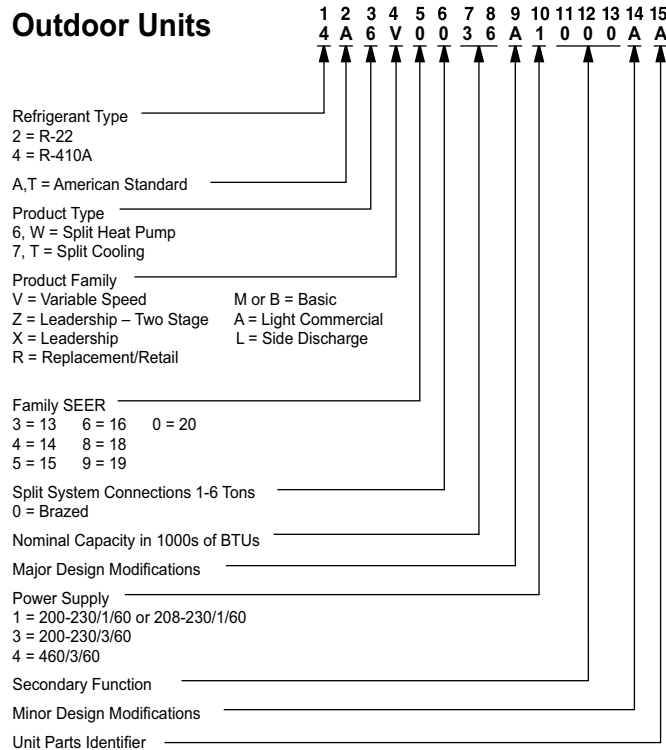 Outdoor Units
1 2 3 4 5 6 7 8 9 10 11 12 13 14 15
4 A 6 V 0 0 3 6 A 1 0 0 0 A A
Refrigerant Type
2 = R-22
4 = R-410A
A,T = American Standard
Product Type
6, W = Split Heat Pump
7, T = Split Cooling
Product Family
V = Variable Speed M or B = Basic
Z = Leadership – Two Stage A = Light Commercial
X = Leadership L = Side Discharge
R = Replacement/Retail
Family SEER
3 = 13 6 = 16 0 = 20
4 = 14 8 = 18
5 = 15 9 = 19
Split System Connections 1-6 Tons
0 = Brazed
Nominal Capacity in 1000s of BTUs
Major Design Modifications
Power Supply
1 = 200-230/1/60 or 208-230/1/60
3 = 200-230/3/60
4 = 460/3/60
Secondary Function
Minor Design Modifications
Unit Parts Identifier